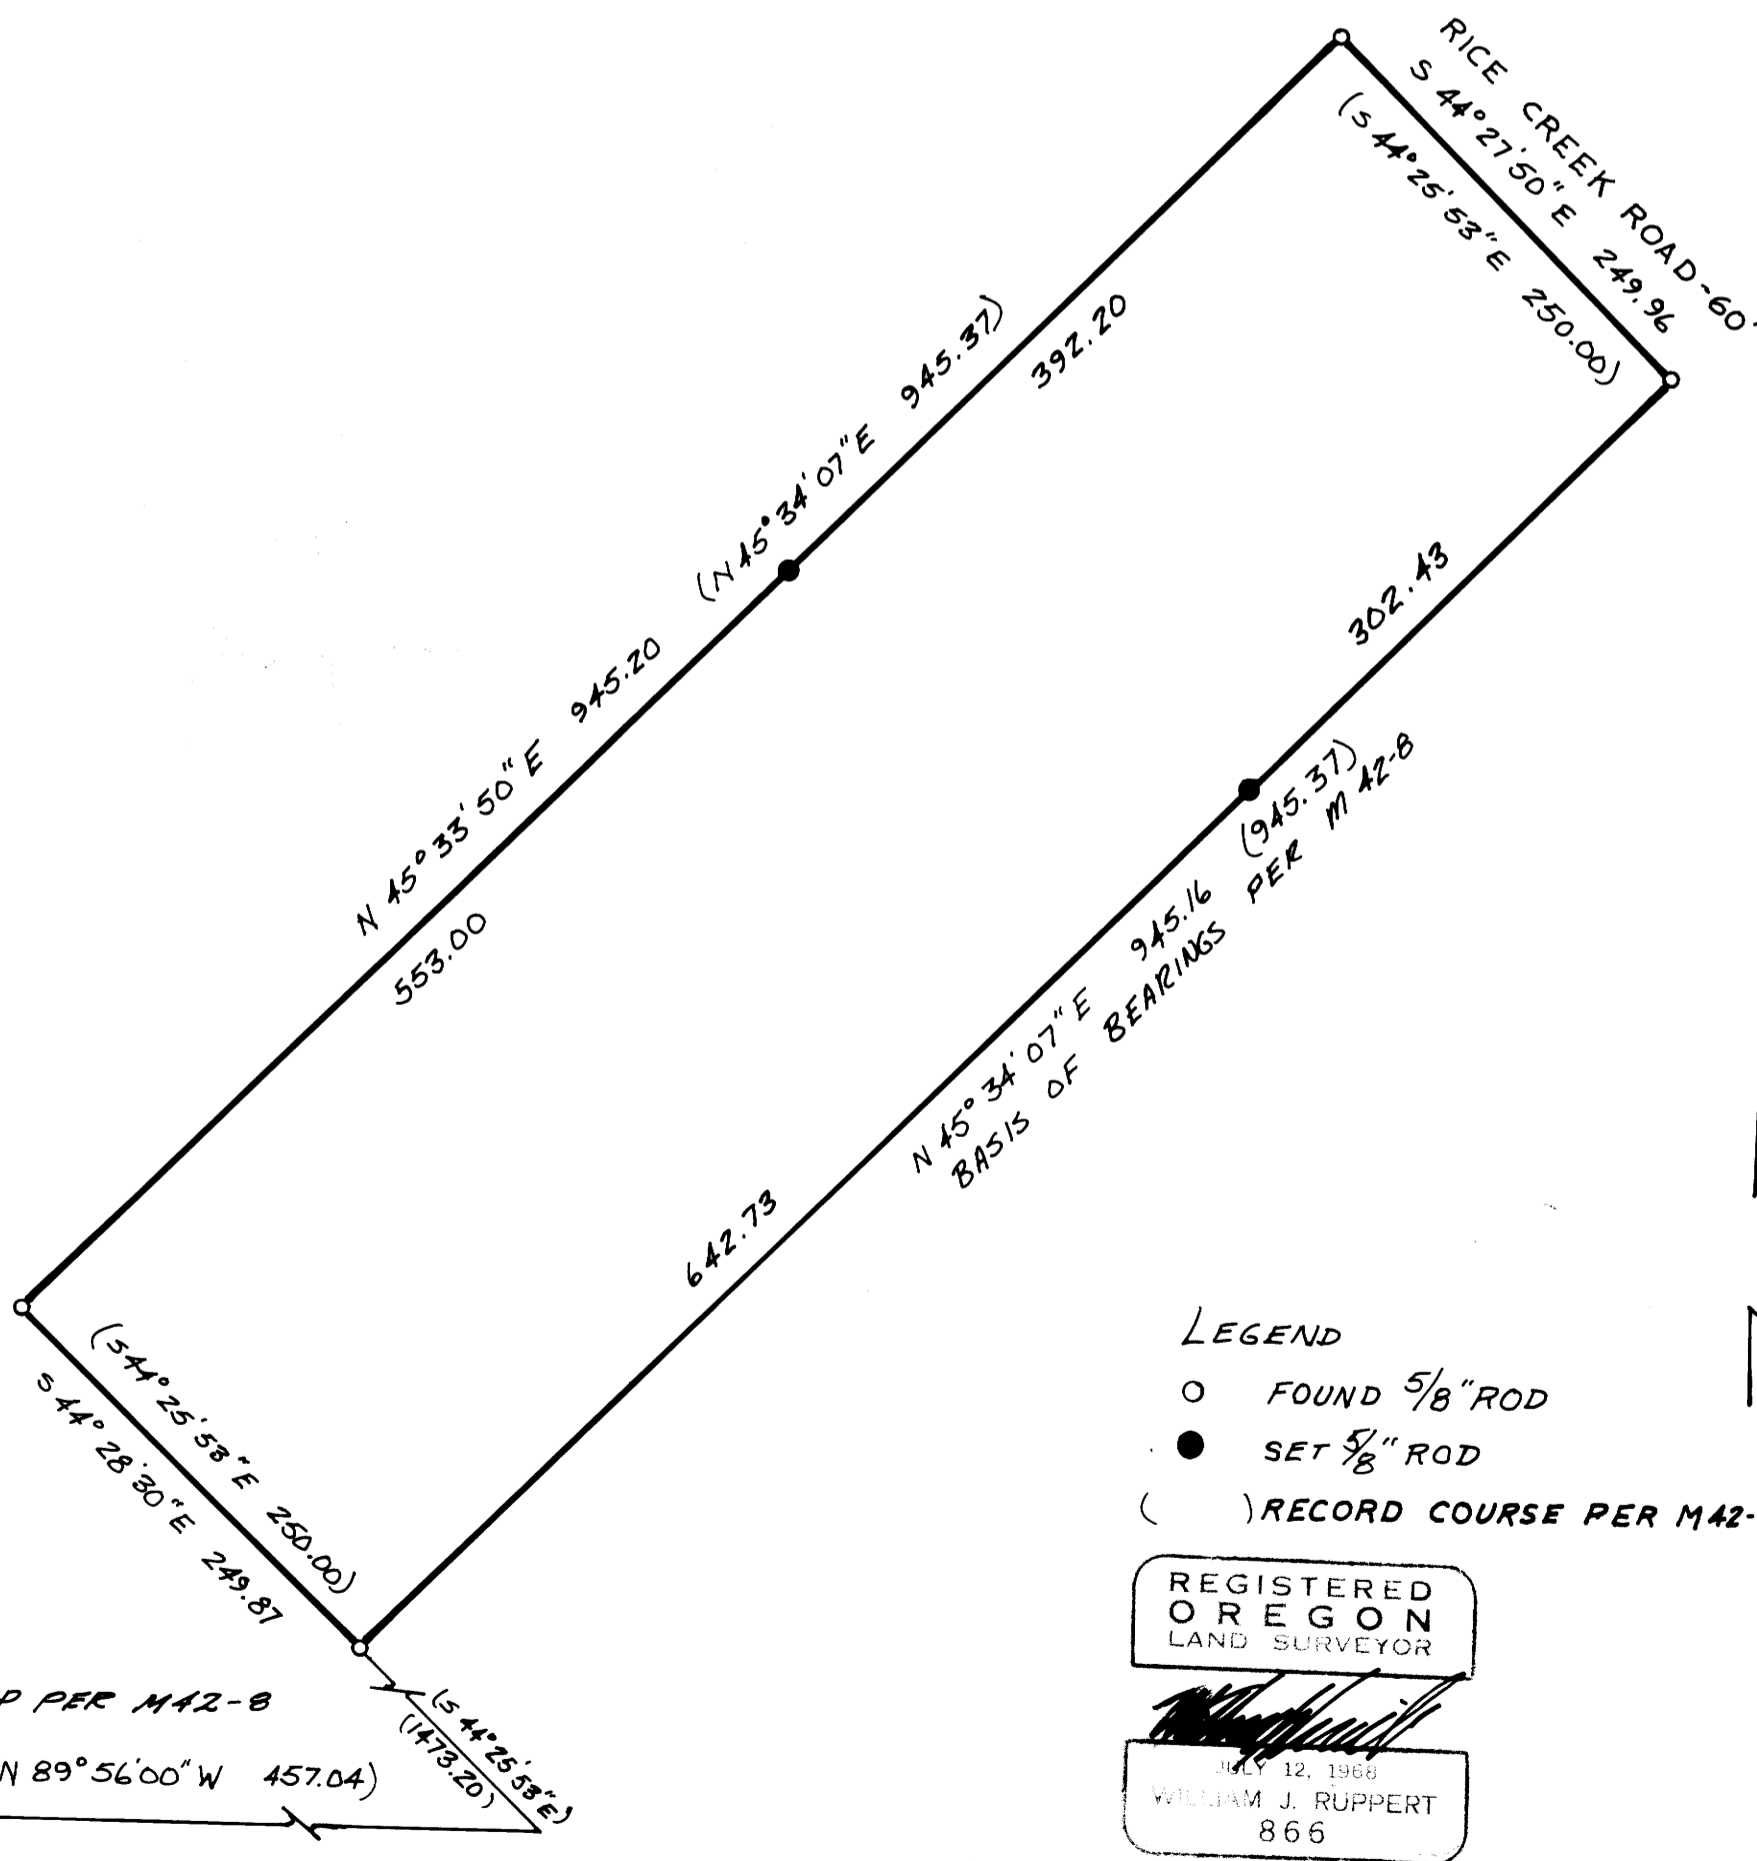 RICE CREEK ROAD-60'
S 44° 27' 50" E 249.96
(S 44° 25' 53" E 250.00)
(N 45° 34' 07" E 945.37)
392.20
N 45° 33' 50" E 945.20
553.00
302.43
(945.37)
N 45° 34' 07" E 945.16
BASIS OF BEARINGS PER M 42-8
642.73
(S 44° 25' 53" E 250.00)
S 44° 28' 30" E 249.87
LEGEND
FOUND 5/8" ROD
SET 5/8" ROD
( ) RECORD COURSE PER M42-
REGISTERED
OREGON
LAND SURVEYOR
JULY 12, 1968
WILLIAM J. RUPPERT
866
P PER M42-8
N 89° 56' 00" W 457.04)
(S 44° 25' 53" E)
(1473.20)